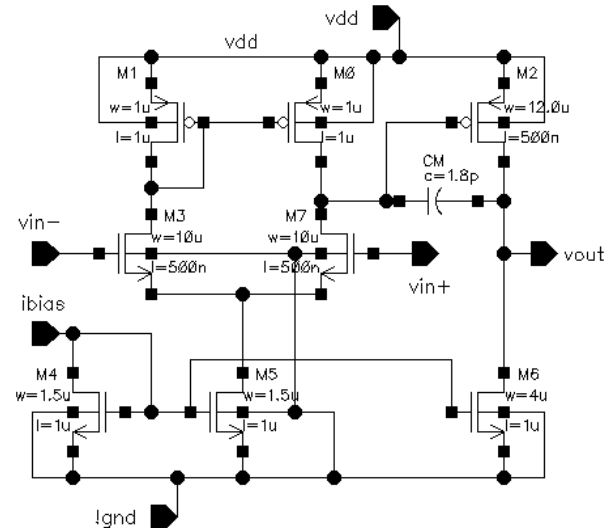 vdd
vdd
M1
MØ
M2
w=1u
w=1u
w=12.0u
l=1u
l=1u
l=500n
CM
c=1.8p
M3
M7
vin-
w=10u
w=10u
l=500n
l=500n
vout
vin+
ibias
M4
M5
M6
w=1.5u
w=1.5u
w=4u
l=1u
l=1u
l=1u
!gnd